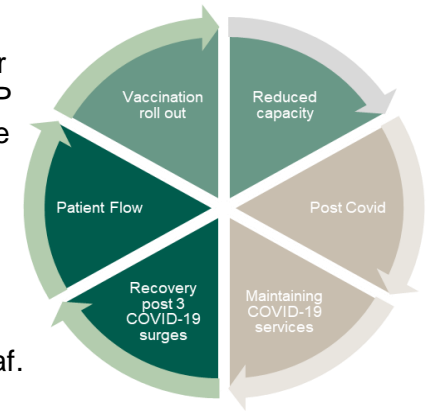 r
P
e
af.
Vaccination
roll out
Reduced
capacity
Patient Flow
Post Covid
Recovery
post 3
COVID-19
surges
Maintaining
COVID-19
services